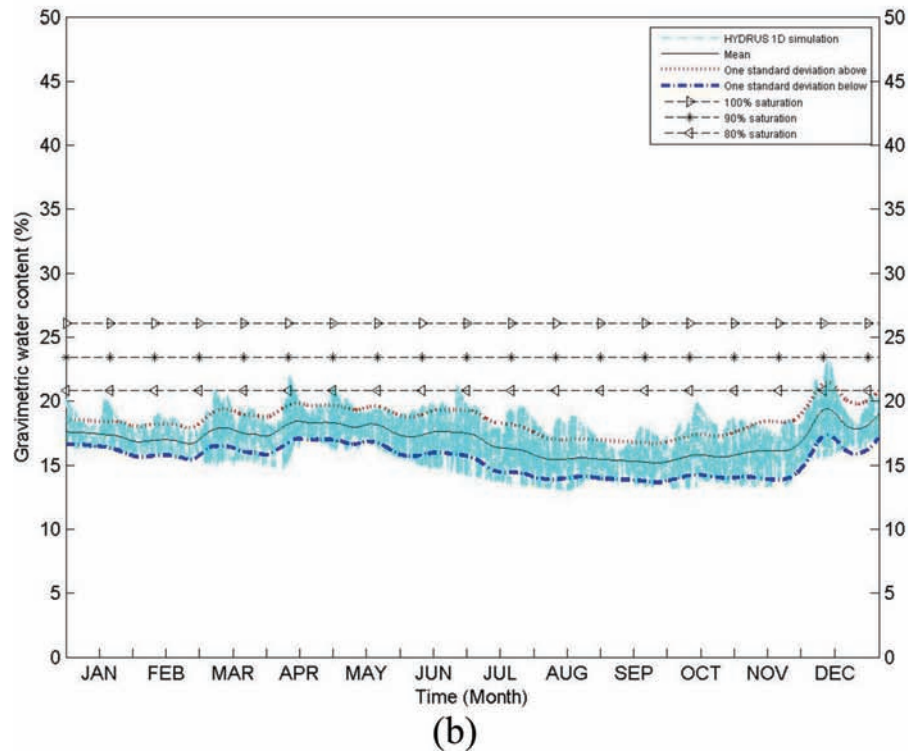 50
45
40
35
30
25
20
15
10
5
0
50
45
40
35
30
25
20
15
10
5
0
Gravimetric water content (%)
HYDRUS 1D simulation
Mean
One standard deviation above
One standard deviation below
100% saturation
90% saturation
80% saturation
JAN FEB MAR APR MAY JUN JUL AUG SEP OCT NOV DEC
Time (Month)
(b)